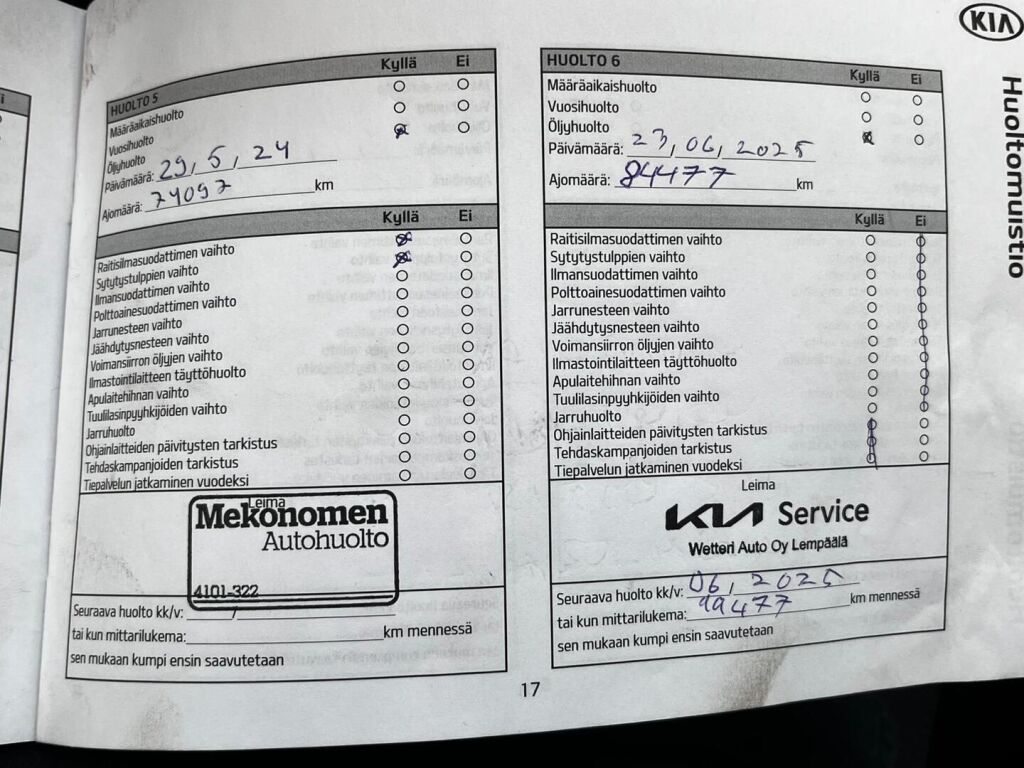 KIA
Huoltomuistio
HUOLTO 5 Kyllä Ei
Määräaikaishuolto
Vuosihuolto
Öljyhuolto
Päivämäärä: 29, 5, 24
Ajomäärä: 74097 km
Kyllä Ei
Raitisilmasuodattimen vaihto
Sytytystulppien vaihto
Ilmansuodattimen vaihto
Polttoainesuodattimen vaihto
Jarrunesteen vaihto
Jäähdytysnesteen vaihto
Voimansiirron öljyjen vaihto
Ilmastointilaitteen täyttöhuolto
Apulaitehihnan vaihto
Tuulilasinpyyhkijöiden vaihto
Jarruhuolto
Ohjainlaitteiden päivitysten tarkistus
Tehdaskampanjoiden tarkistus
Tiepalvelun jatkaminen vuodeksi
Leima
Mekonomen
Autohuolto
4101-322
Seuraava huolto kk/v: /
tai kun mittarilukema: km mennessä
sen mukaan kumpi ensin saavutetaan
HUOLTO 6 Kyllä Ei
Määräaikaishuolto
Vuosihuolto
Öljyhuolto
Päivämäärä: 23, 06, 2025
Ajomäärä: 84477 km
Kyllä Ei
Raitisilmasuodattimen vaihto
Sytytystulppien vaihto
Ilmansuodattimen vaihto
Polttoainesuodattimen vaihto
Jarrunesteen vaihto
Jäähdytysnesteen vaihto
Voimansiirron öljyjen vaihto
Ilmastointilaitteen täyttöhuolto
Apulaitehihnan vaihto
Tuulilasinpyyhkijöiden vaihto
Jarruhuolto
Ohjainlaitteiden päivitysten tarkistus
Tehdaskampanjoiden tarkistus
Tiepalvelun jatkaminen vuodeksi
Leima
KIA Service
Wetteri Auto Oy Lempäälä
Seuraava huolto kk/v: 06, 2025
tai kun mittarilukema: 99477 km mennessä
sen mukaan kumpi ensin saavutetaan
17